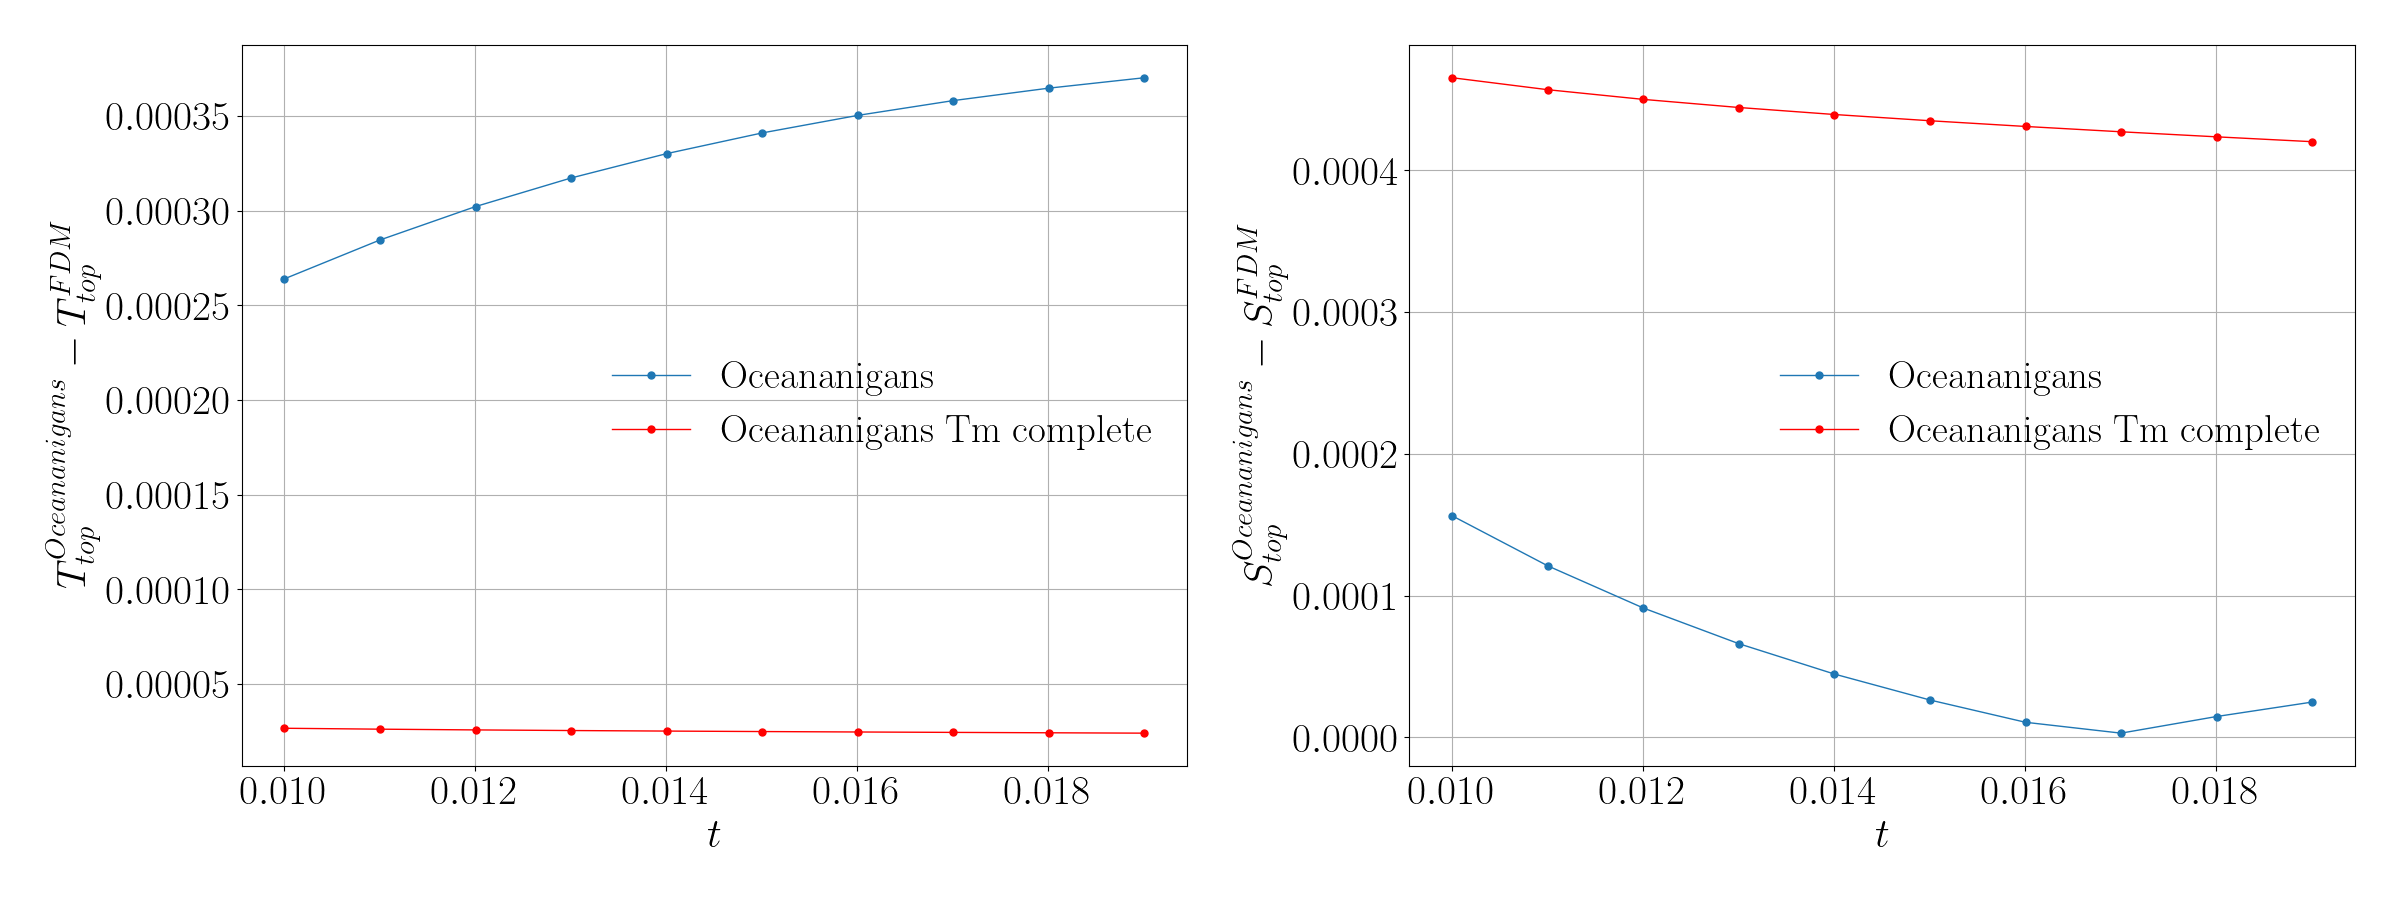 T_{top}^{Oceananigans} − T_{top}^{FDM}
0.00035
0.00030
0.00025
0.00020
0.00015
0.00010
0.00005
Oceananigans
Oceananigans Tm complete
0.010 0.012 0.014 0.016 0.018
t
S_{top}^{Oceananigans} − S_{top}^{FDM}
0.0004
0.0003
0.0002
0.0001
0.0000
Oceananigans
Oceananigans Tm complete
0.010 0.012 0.014 0.016 0.018
t